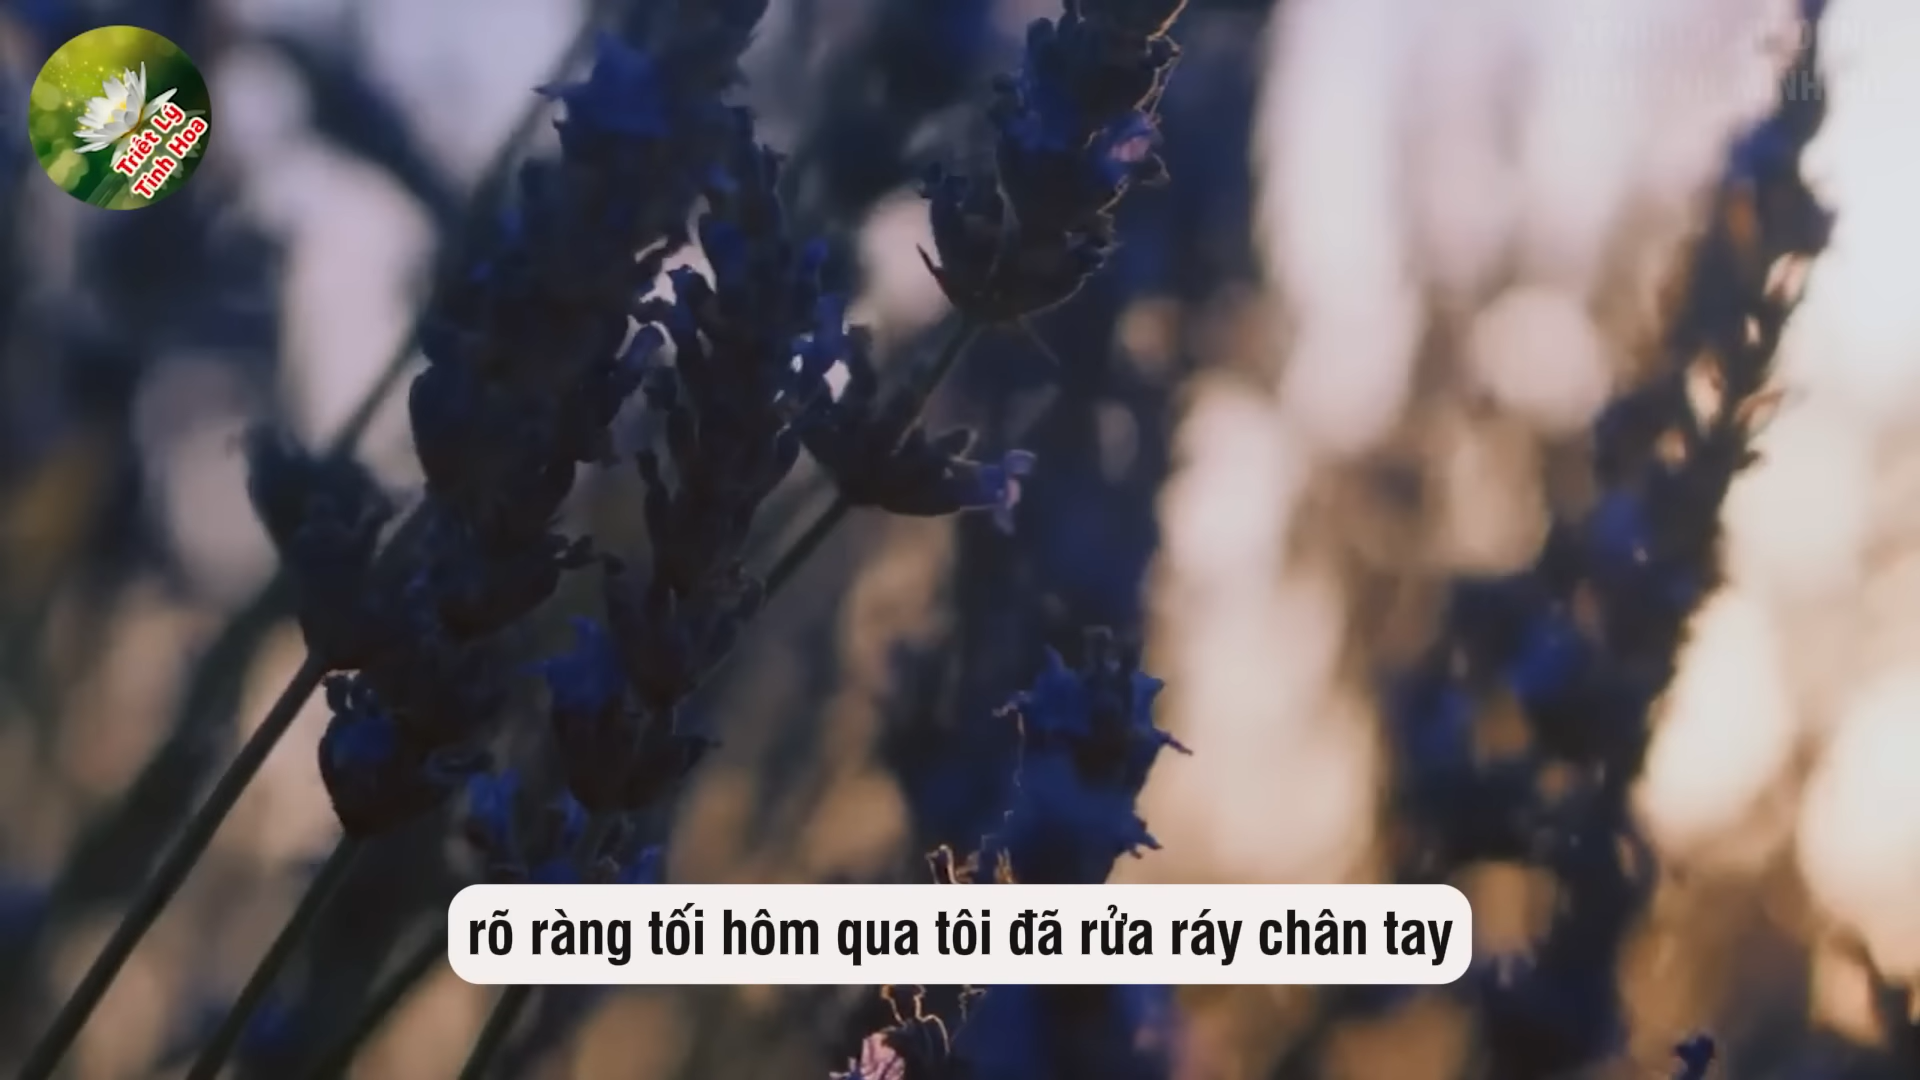 Triết Lý
Tinh Hoa
rõ ràng tối hôm qua tôi đã rửa ráy chân tay